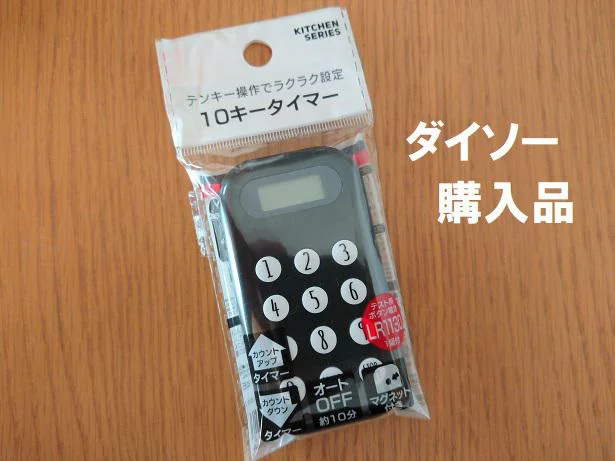 KITCHEN
SERIES
テンキー操作でラクラク設定
10キータイマー
ダイソー
購入品
1
2
3
4
5
6
8
テスト用
ボタン電池
LR1130
1個付
カウント
アップ
タイマー
カウント
ダウン
タイマー
オート
OFF
約10分
マグネット
付き